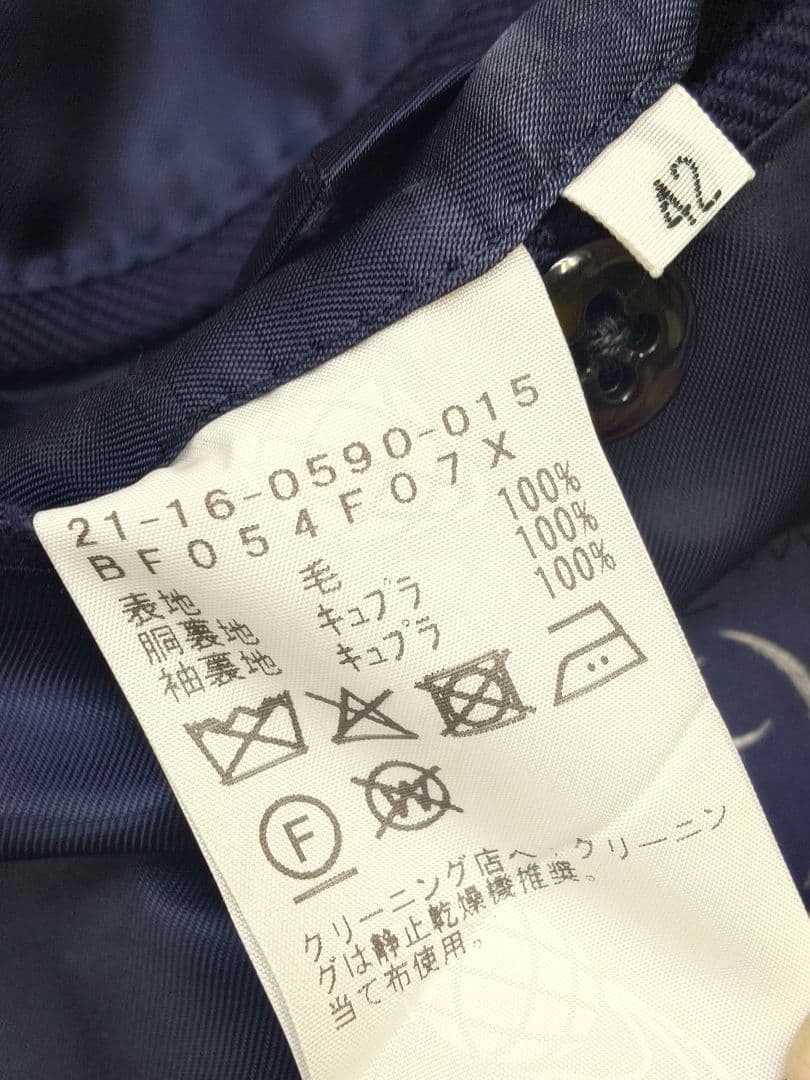 42
21-16-0590-015
BF054F07X
表地 毛 100%
胴裏地 キュプラ 100%
袖裏地 キュプラ 100%
F
W
クリーニング店へ・クリーニン
グは静止乾燥機推奨。
当て布使用。